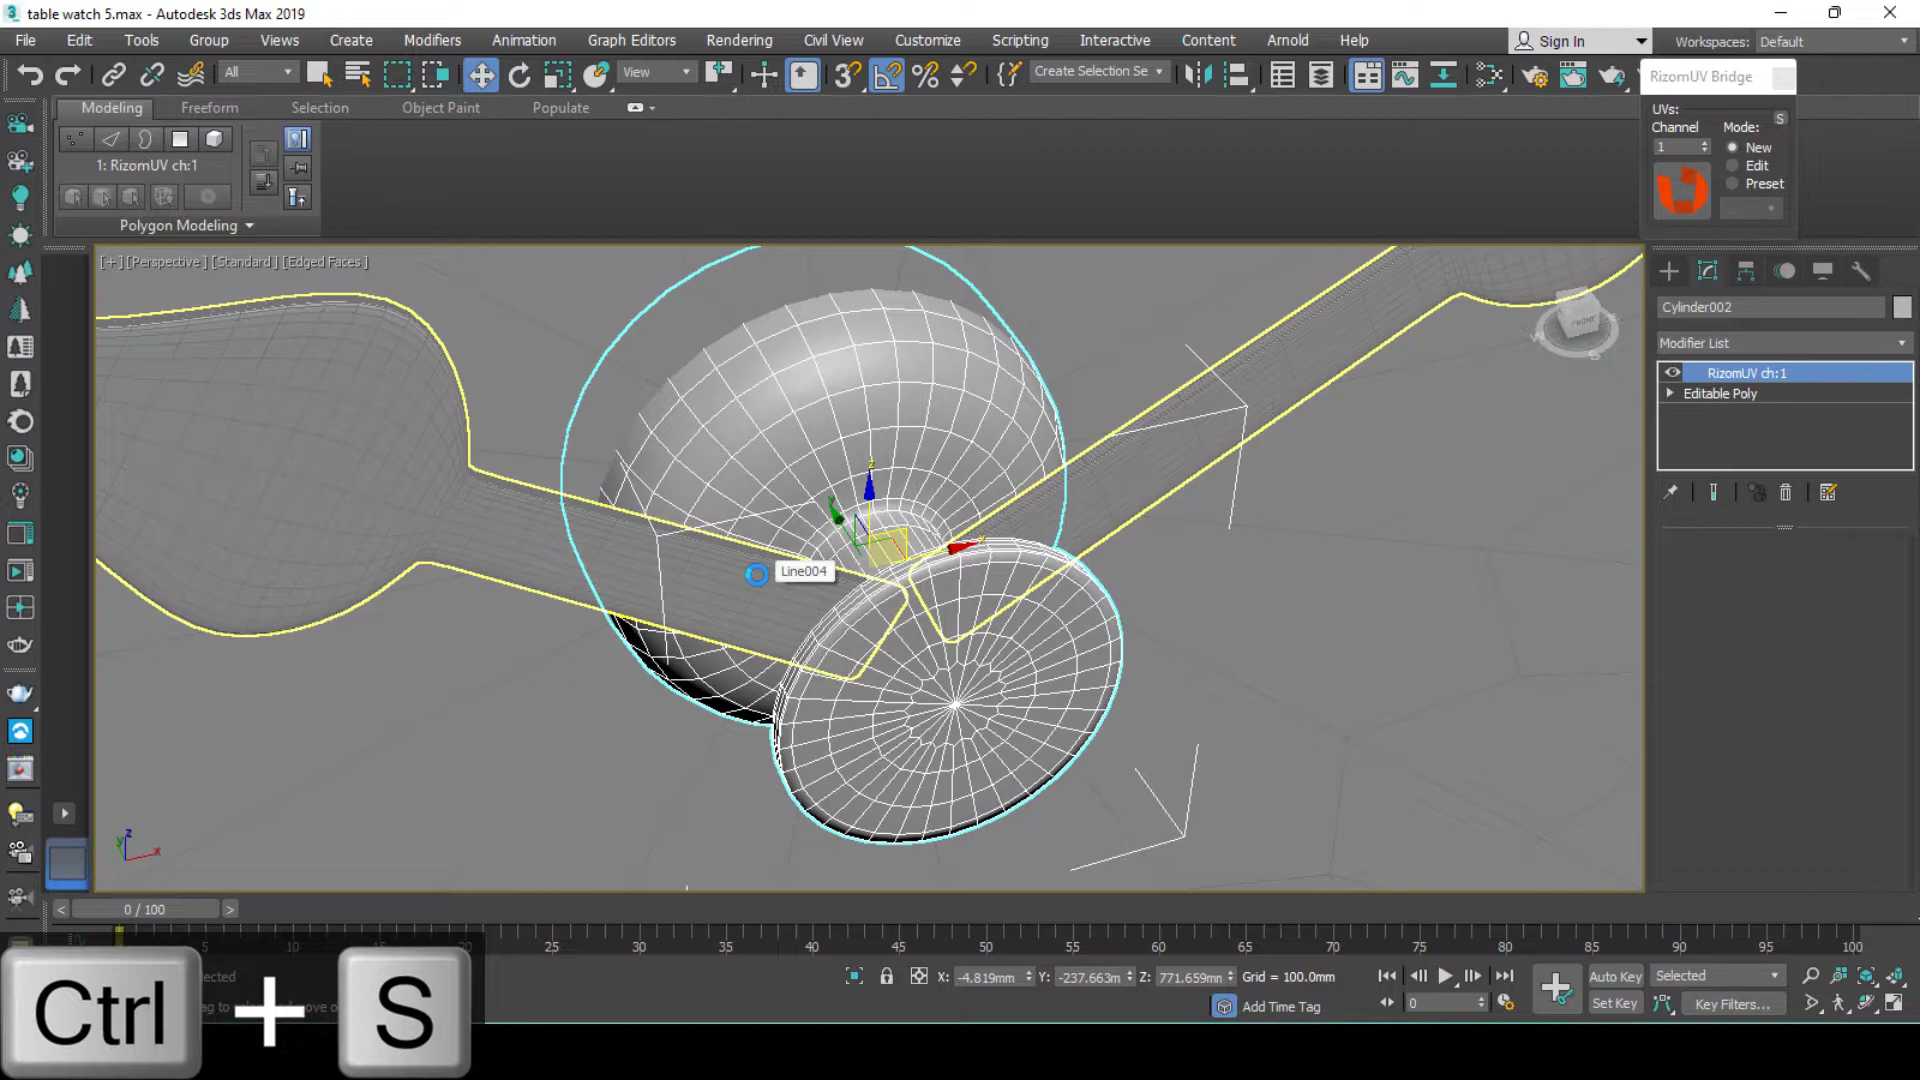 table watch 5.max - Autodesk 3ds Max 2019
File Edit Tools Group Views Create Modifiers Animation Graph Editors Rendering Civil View Customize Scripting Interactive Content Arnold Help
Sign In
Workspaces: Default
All
View
Create Selection Se
RizomUV Bridge
Modeling Freeform Selection Object Paint Populate
UVs:
Channel
Mode:
S
1
New
Edit
Preset
1: RizomUV ch:1
Polygon Modeling
[+] [Perspective] [Standard] [Edged Faces]
FRONT
Cylinder002
Modifier List
RizomUV ch:1
Editable Poly
Line004
z
y
x
0 / 100
5 10 15 20 25 30 35 40 45 50 55 60 65 70 75 80 85 90 95 100
X: -4.819mm Y: -237.663m Z: 771.659mm Grid = 100.0mm
Add Time Tag
0
Auto Key
Selected
Set Key
Key Filters...
Ctrl + S